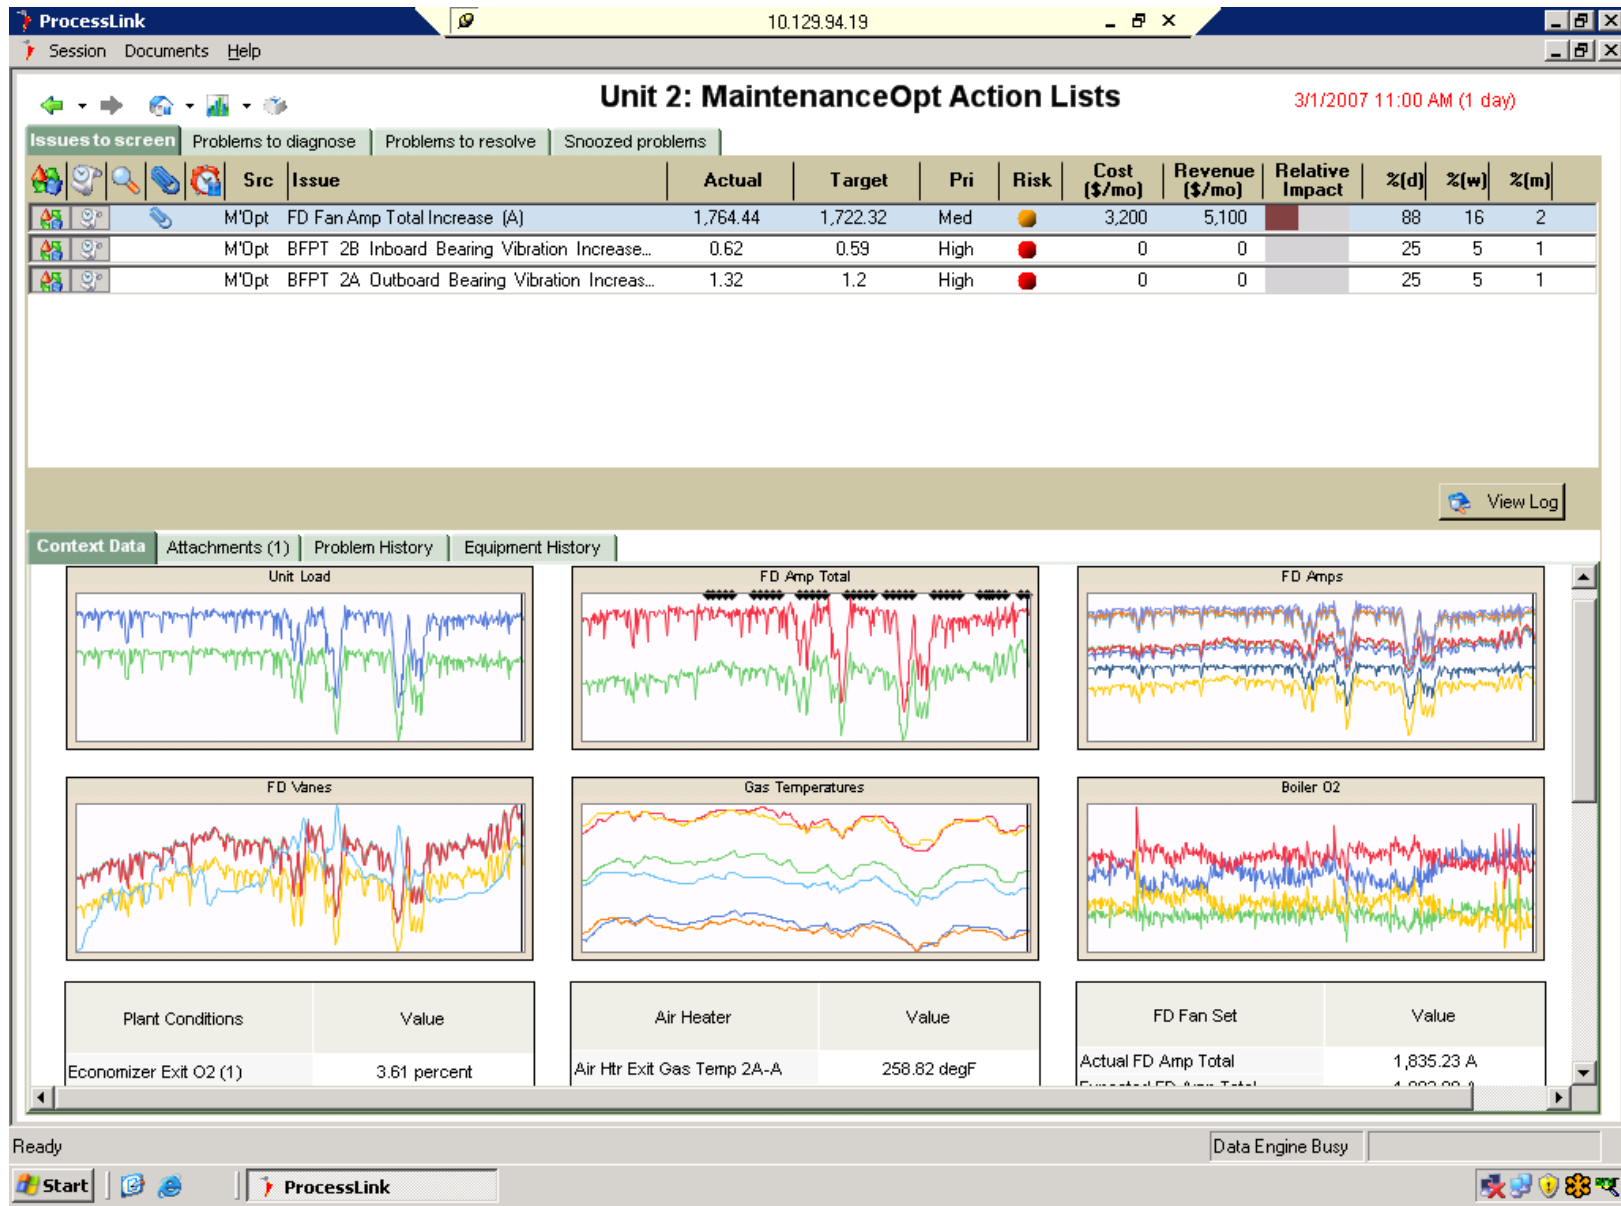 ProcessLink
10.129.94.19
Session Documents Help
Unit 2: MaintenanceOpt Action Lists
3/1/2007 11:00 AM (1 day)
Issues to screen Problems to diagnose Problems to resolve Snoozed problems
Src Issue Actual Target Pri Risk Cost ($/mo) Revenue ($/mo) Relative Impact %(d) %(w) %(m)
M'Opt FD Fan Amp Total Increase (A) 1,764.44 1,722.32 Med 3,200 5,100 88 16 2
M'Opt BFPT 2B Inboard Bearing Vibration Increase... 0.62 0.59 High 0 0 25 5 1
M'Opt BFPT 2A Outboard Bearing Vibration Increas... 1.32 1.2 High 0 0 25 5 1
View Log
Context Data Attachments (1) Problem History Equipment History
Unit Load FD Amp Total FD Amps
FD Vanes Gas Temperatures Boiler O2
Plant Conditions Value Air Heater Value FD Fan Set Value
Economizer Exit O2 (1) 3.61 percent Air Htr Exit Gas Temp 2A-A 258.82 degF Actual FD Amp Total 1,835.23 A
Ready Data Engine Busy
Start ProcessLink